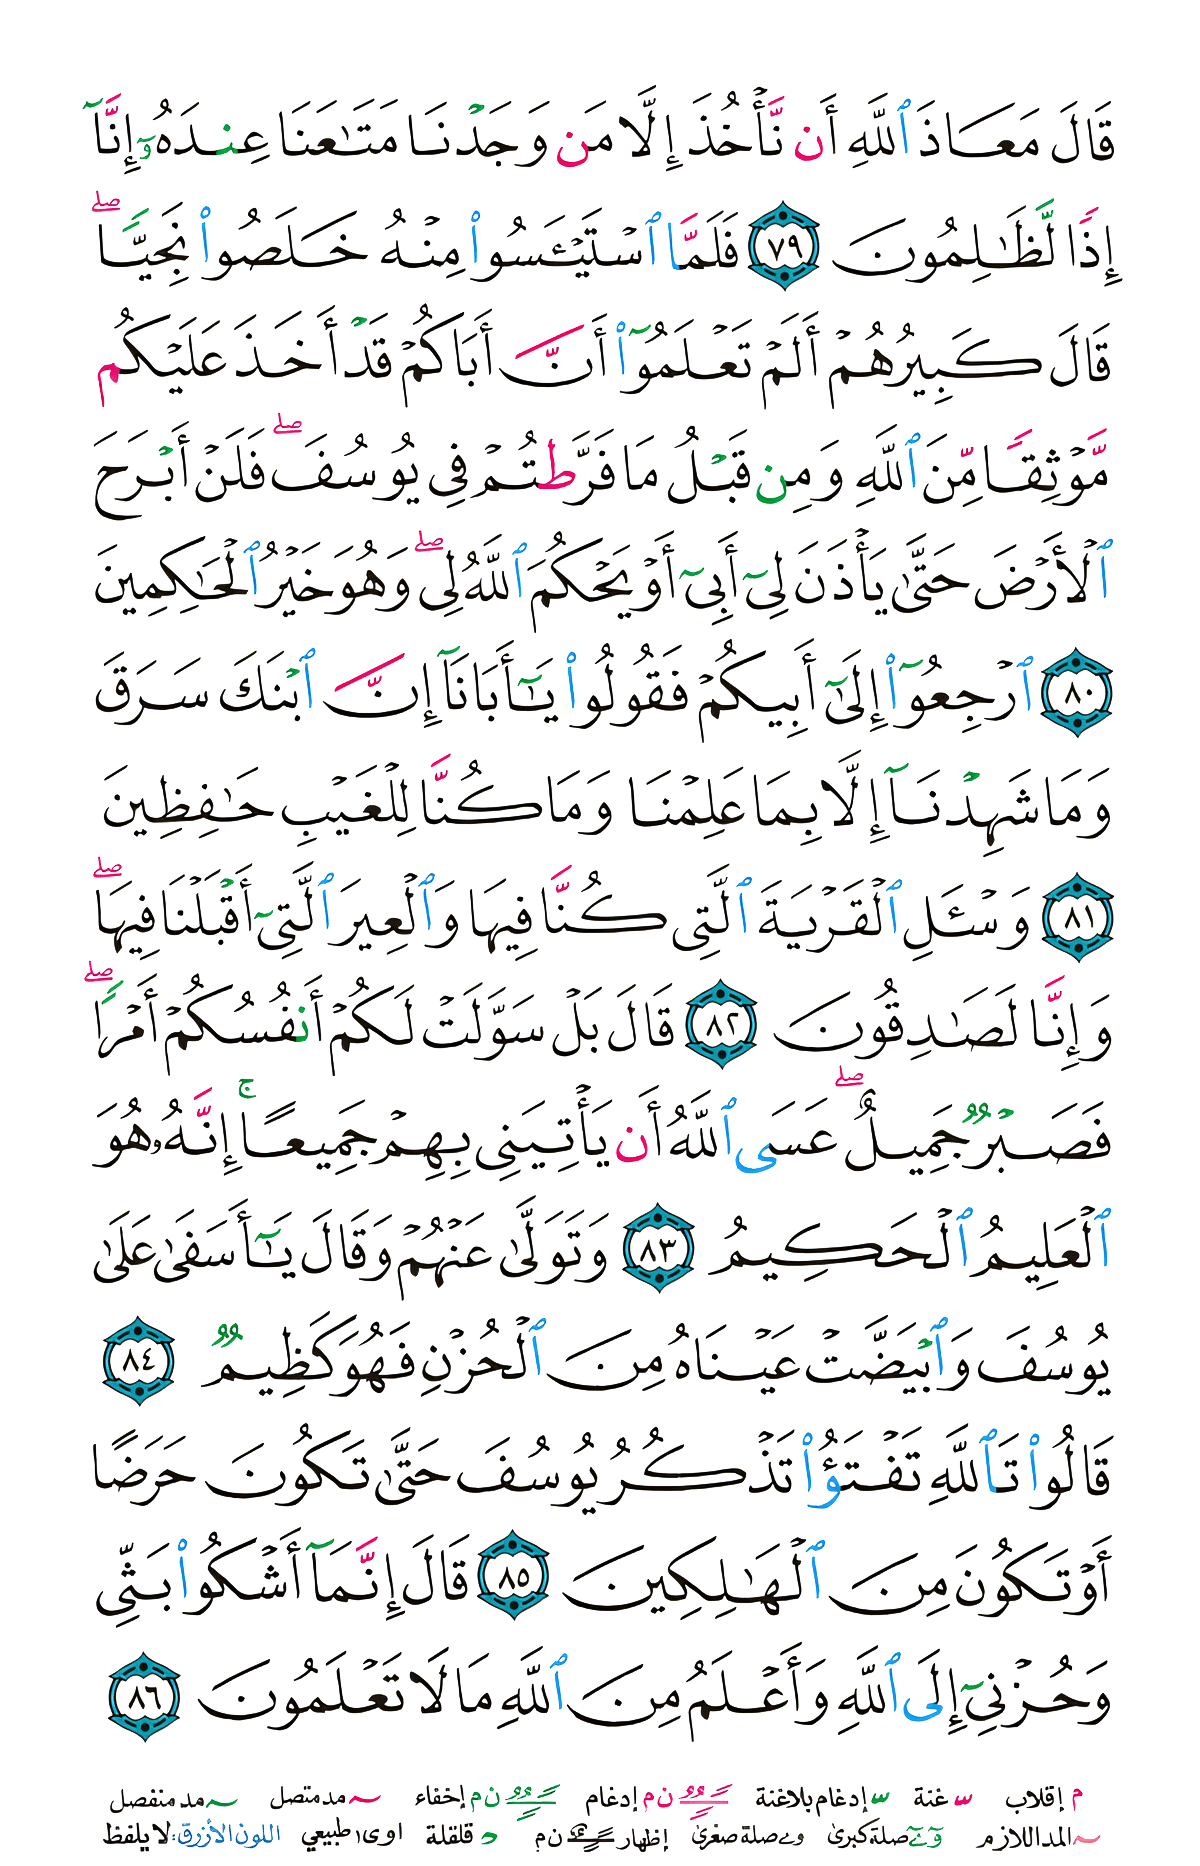 قَالَ مَعَاذَ ٱللَّهِ أَن نَّأْخُذَ إِلَّا مَن وَجَدْنَا مَتَـٰعَنَا عِندَهُۥٓ إِنَّآ
إِذًا لَّظَـٰلِمُونَ ٧٩ فَلَمَّا ٱسْتَيْـَٔسُوا۟ مِنْهُ خَلَصُوا۟ نَجِيًّا ۖ
قَالَ كَبِيرُهُمْ أَلَمْ تَعْلَمُوٓا۟ أَنَّ أَبَاكُمْ قَدْ أَخَذَ عَلَيْكُم
مَّوْثِقًا مِّنَ ٱللَّهِ وَمِن قَبْلُ مَا فَرَّطتُمْ فِى يُوسُفَ ۖ فَلَنْ أَبْرَحَ
ٱلْأَرْضَ حَتَّىٰ يَأْذَنَ لِىٓ أَبِىٓ أَوْ يَحْكُمَ ٱللَّهُ لِى ۖ وَهُوَ خَيْرُ ٱلْحَـٰكِمِينَ
٨٠ ٱرْجِعُوٓا۟ إِلَىٰٓ أَبِيكُمْ فَقُولُوا۟ يَـٰٓأَبَانَآ إِنَّ ٱبْنَكَ سَرَقَ
وَمَا شَهِدْنَآ إِلَّا بِمَا عَلِمْنَا وَمَا كُنَّا لِلْغَيْبِ حَـٰفِظِينَ
٨١ وَسْـَٔلِ ٱلْقَرْيَةَ ٱلَّتِى كُنَّا فِيهَا وَٱلْعِيرَ ٱلَّتِىٓ أَقْبَلْنَا فِيهَا ۖ
وَإِنَّا لَصَـٰدِقُونَ ٨٢ قَالَ بَلْ سَوَّلَتْ لَكُمْ أَنفُسُكُمْ أَمْرًا ۖ
فَصَبْرٌ جَمِيلٌ ۖ عَسَى ٱللَّهُ أَن يَأْتِيَنِى بِهِمْ جَمِيعًا ۚ إِنَّهُۥ هُوَ
ٱلْعَلِيمُ ٱلْحَكِيمُ ٨٣ وَتَوَلَّىٰ عَنْهُمْ وَقَالَ يَـٰٓأَسَفَىٰ عَلَىٰ
يُوسُفَ وَٱبْيَضَّتْ عَيْنَاهُ مِنَ ٱلْحُزْنِ فَهُوَ كَظِيمٌ ٨٤
قَالُوا۟ تَٱللَّهِ تَفْتَؤُا۟ تَذْكُرُ يُوسُفَ حَتَّىٰ تَكُونَ حَرَضًا
أَوْ تَكُونَ مِنَ ٱلْهَـٰلِكِينَ ٨٥ قَالَ إِنَّمَآ أَشْكُوا۟ بَثِّى
وَحُزْنِىٓ إِلَى ٱللَّهِ وَأَعْلَمُ مِنَ ٱللَّهِ مَا لَا تَعْلَمُونَ ٨٦
م إقلاب غنة إدغام بلاغنة ن م إدغام ن م إخفاء مد متصل مد منفصل
المد اللازم صلة كبرى و ے صلة صغرى إظهار ن م قلقلة ا و ى طبيعي اللون الأزرق: لا يلفظ